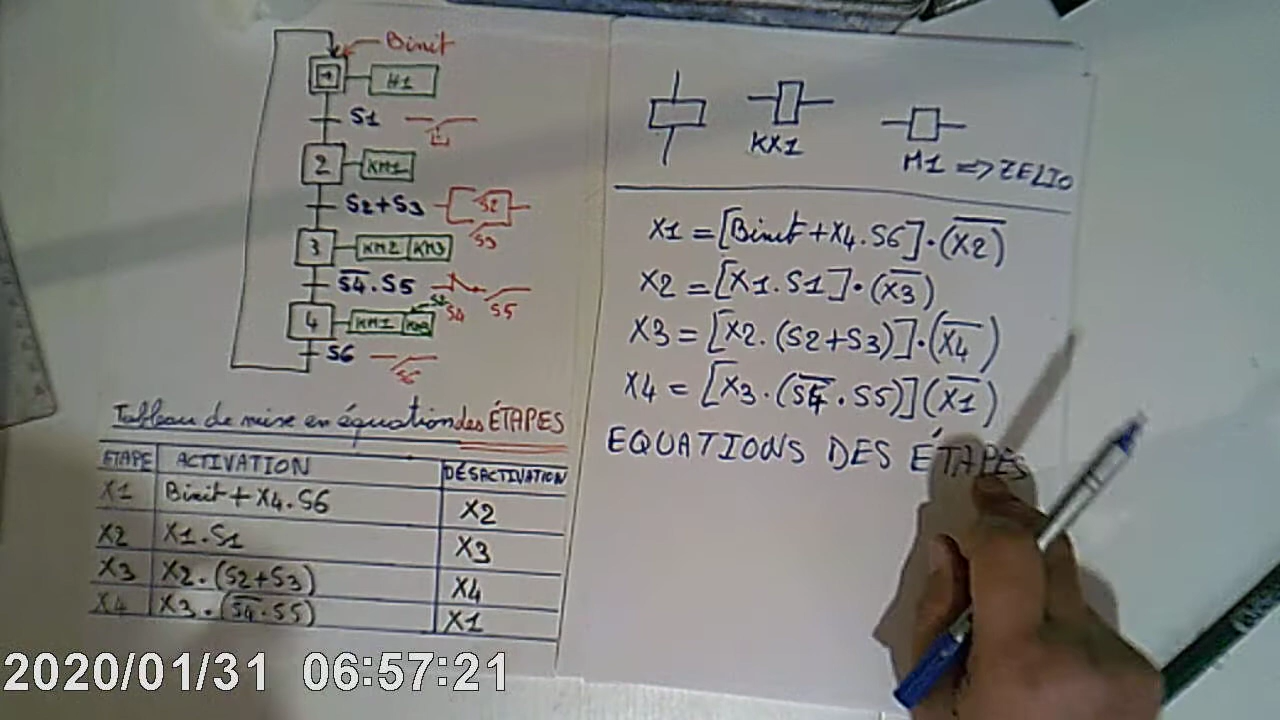 Binit
1 H1
S1
2 KM1
S2+S3 S2
S3
3 KM2 KM3
S̅4̅.S5 S4 S5
4 KM1
S6
S6
Tableau de mise en équation des ÉTAPES
ETAPE ACTIVATION DÉSACTIVATION
X1 Binit + X4.S6 X2
X2 X1.S1 X3
X3 X2.(S2+S3) X4
X4 X3.(S̅4̅.S5) X1
KX1
M1 => ZELIO
X1 = [Binit + X4.S6].(X̅2̅)
X2 = [X1.S1].(X̅3̅)
X3 = [X2.(S2+S3)].(X̅4̅)
X4 = [X3.(S̅4̅.S5)](X̅1̅)
EQUATIONS DES ÉTAPES
2020/01/31 06:57:21